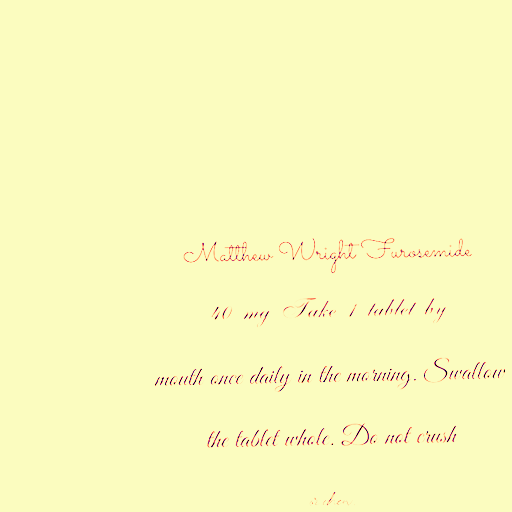 Matthew Wright Furosemide
40 mg Take 1 tablet by
mouth once daily in the morning. Swallow
the tablet whole. Do not crush